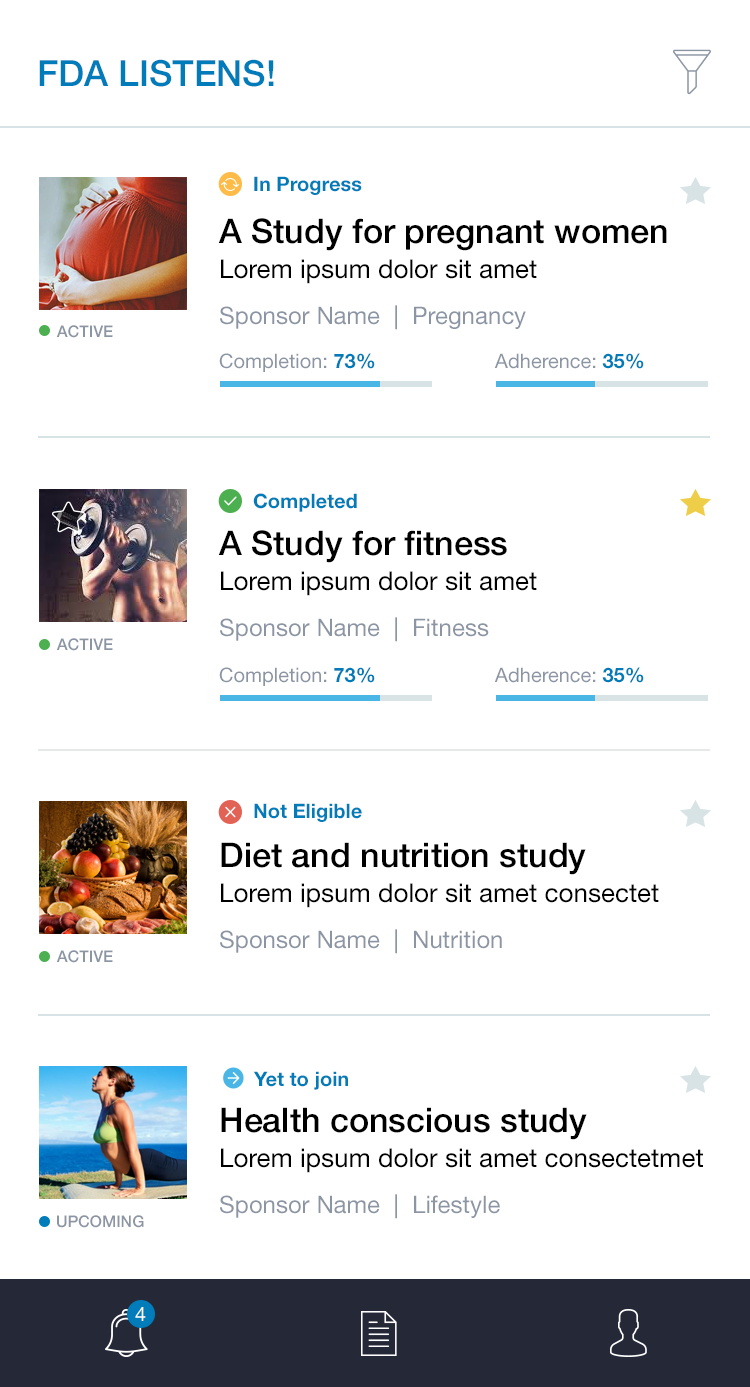 FDA LISTENS!
In Progress
A Study for pregnant women
Lorem ipsum dolor sit amet
Sponsor Name | Pregnancy
ACTIVE
Completion: 73% Adherence: 35%
Completed
A Study for fitness
Lorem ipsum dolor sit amet
Sponsor Name | Fitness
ACTIVE
Completion: 73% Adherence: 35%
Not Eligible
Diet and nutrition study
Lorem ipsum dolor sit amet consectet
Sponsor Name | Nutrition
ACTIVE
Yet to join
Health conscious study
Lorem ipsum dolor sit amet consectetmet
Sponsor Name | Lifestyle
UPCOMING
4